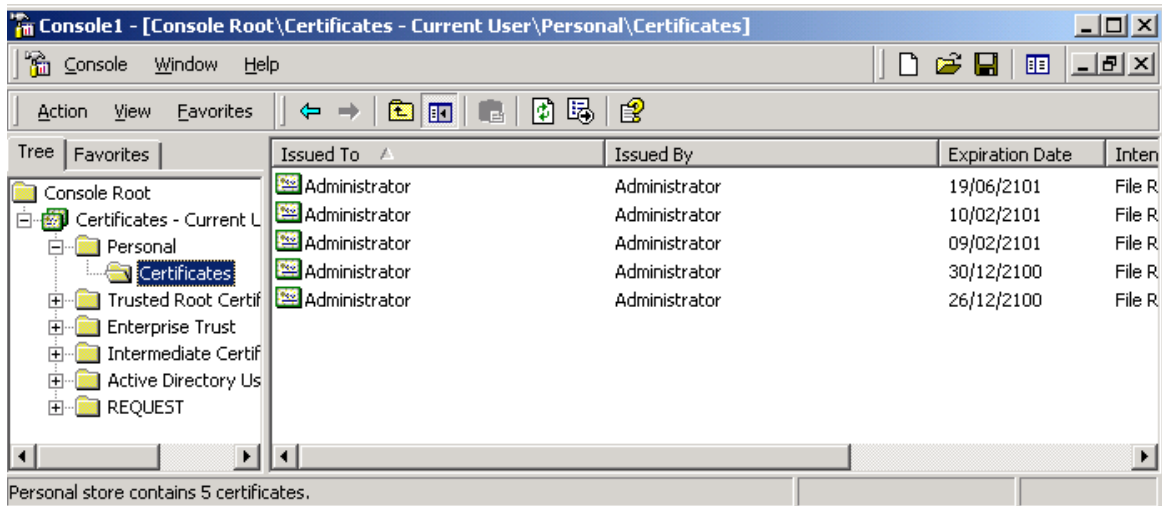 Console1 - [Console Root\Certificates - Current User\Personal\Certificates]
Console Window Help
Action View Favorites
Tree Favorites
Issued To Issued By Expiration Date Inten
Console Root
Certificates - Current L
Personal
Certificates
Trusted Root Certif
Enterprise Trust
Intermediate Certif
Active Directory Us
REQUEST
Administrator Administrator 19/06/2101 File R
Administrator Administrator 10/02/2101 File R
Administrator Administrator 09/02/2101 File R
Administrator Administrator 30/12/2100 File R
Administrator Administrator 26/12/2100 File R
Personal store contains 5 certificates.